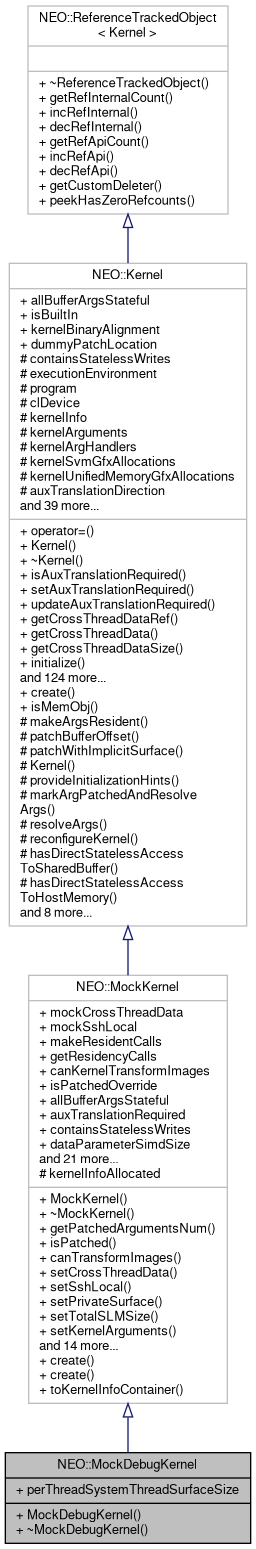 NEO::ReferenceTrackedObject
< Kernel >
+ ~ReferenceTrackedObject()
+ getRefInternalCount()
+ incRefInternal()
+ decRefInternal()
+ getRefApiCount()
+ incRefApi()
+ decRefApi()
+ getCustomDeleter()
+ peekHasZeroRefcounts()
NEO::Kernel
+ allBufferArgsStateful
+ isBuiltIn
+ kernelBinaryAlignment
+ dummyPatchLocation
# containsStatelessWrites
# executionEnvironment
# program
# clDevice
# kernelInfo
# kernelArguments
# kernelArgHandlers
# kernelSvmGfxAllocations
# kernelUnifiedMemoryGfxAllocations
# auxTranslationDirection
and 39 more...
+ operator=()
+ Kernel()
+ ~Kernel()
+ isAuxTranslationRequired()
+ setAuxTranslationRequired()
+ updateAuxTranslationRequired()
+ getCrossThreadDataRef()
+ getCrossThreadData()
+ getCrossThreadDataSize()
+ initialize()
and 124 more...
+ create()
+ isMemObj()
# makeArgsResident()
# patchBufferOffset()
# patchWithImplicitSurface()
# Kernel()
# provideInitializationHints()
# markArgPatchedAndResolve
Args()
# resolveArgs()
# reconfigureKernel()
# hasDirectStatelessAccess
ToSharedBuffer()
# hasDirectStatelessAccess
ToHostMemory()
and 8 more...
NEO::MockKernel
+ mockCrossThreadData
+ mockSshLocal
+ makeResidentCalls
+ getResidencyCalls
+ canKernelTransformImages
+ isPatchedOverride
+ allBufferArgsStateful
+ auxTranslationRequired
+ containsStatelessWrites
+ dataParameterSimdSize
and 21 more...
# kernelInfoAllocated
+ MockKernel()
+ ~MockKernel()
+ getPatchedArgumentsNum()
+ isPatched()
+ canTransformImages()
+ setCrossThreadData()
+ setSshLocal()
+ setPrivateSurface()
+ setTotalSLMSize()
+ setKernelArguments()
and 14 more...
+ create()
+ create()
+ toKernelInfoContainer()
NEO::MockDebugKernel
+ perThreadSystemThreadSurfaceSize
+ MockDebugKernel()
+ ~MockDebugKernel()